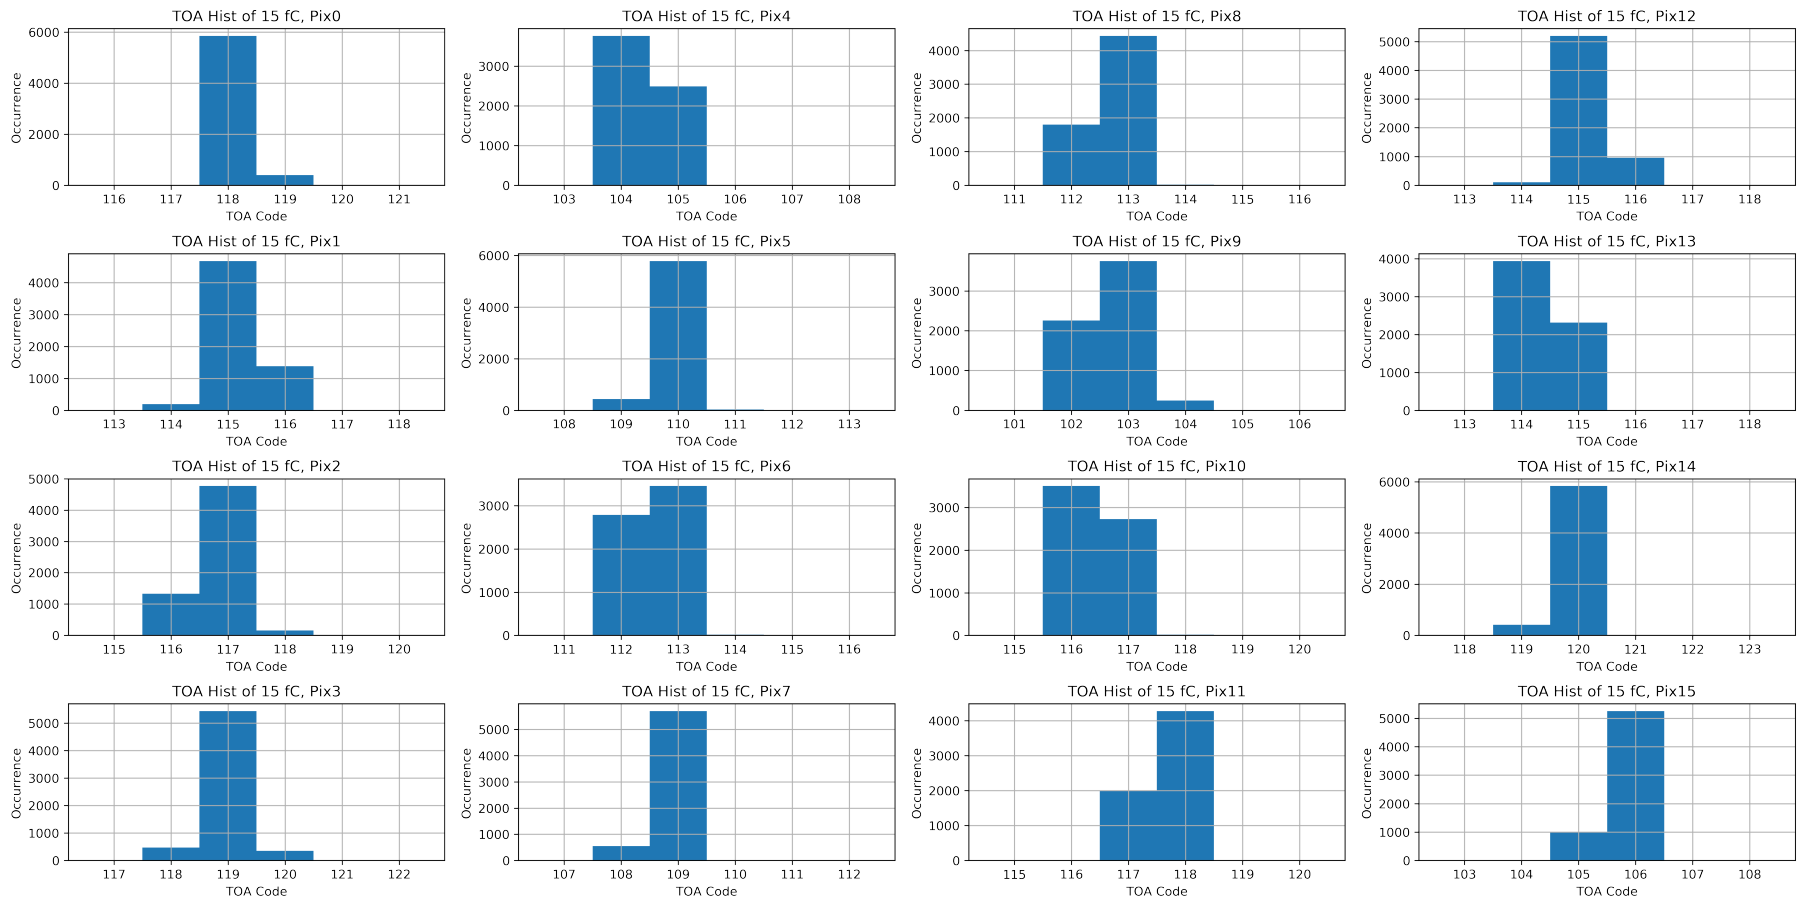 TOA Hist of 15 fC, Pix0
Occurrence
6000
4000
2000
0
116 117 118 119 120 121
TOA Code
TOA Hist of 15 fC, Pix4
Occurrence
3000
2000
1000
0
103 104 105 106 107 108
TOA Code
TOA Hist of 15 fC, Pix8
Occurrence
4000
3000
2000
1000
0
111 112 113 114 115 116
TOA Code
TOA Hist of 15 fC, Pix12
Occurrence
5000
4000
3000
2000
1000
0
113 114 115 116 117 118
TOA Code
TOA Hist of 15 fC, Pix1
Occurrence
4000
3000
2000
1000
0
113 114 115 116 117 118
TOA Code
TOA Hist of 15 fC, Pix5
Occurrence
6000
4000
2000
0
108 109 110 111 112 113
TOA Code
TOA Hist of 15 fC, Pix9
Occurrence
3000
2000
1000
0
101 102 103 104 105 106
TOA Code
TOA Hist of 15 fC, Pix13
Occurrence
4000
3000
2000
1000
0
113 114 115 116 117 118
TOA Code
TOA Hist of 15 fC, Pix2
Occurrence
5000
4000
3000
2000
1000
0
115 116 117 118 119 120
TOA Code
TOA Hist of 15 fC, Pix6
Occurrence
3000
2000
1000
0
111 112 113 114 115 116
TOA Code
TOA Hist of 15 fC, Pix10
Occurrence
3000
2000
1000
0
115 116 117 118 119 120
TOA Code
TOA Hist of 15 fC, Pix14
Occurrence
6000
4000
2000
0
118 119 120 121 122 123
TOA Code
TOA Hist of 15 fC, Pix3
Occurrence
5000
4000
3000
2000
1000
0
117 118 119 120 121 122
TOA Code
TOA Hist of 15 fC, Pix7
Occurrence
5000
4000
3000
2000
1000
0
107 108 109 110 111 112
TOA Code
TOA Hist of 15 fC, Pix11
Occurrence
4000
3000
2000
1000
0
115 116 117 118 119 120
TOA Code
TOA Hist of 15 fC, Pix15
Occurrence
5000
4000
3000
2000
1000
0
103 104 105 106 107 108
TOA Code